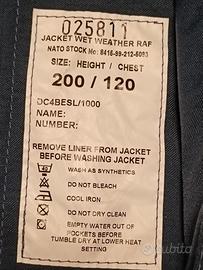 025811
JACKET WET WEATHER RAF
NATO STOCK No: 8415-99-212-5093
SIZE: HEIGHT / CHEST
200 / 120
DC4BESL/1000
NAME:
NUMBER:
REMOVE LINER FROM JACKET
BEFORE WASHING JACKET
WASH AS SYNTHETICS
DO NOT BLEACH
COOL IRON
DO NOT DRY CLEAN
EMPTY WATER OUT OF
POCKETS BEFORE
TUMBLE DRY AT LOWER HEAT
SETTING
subito